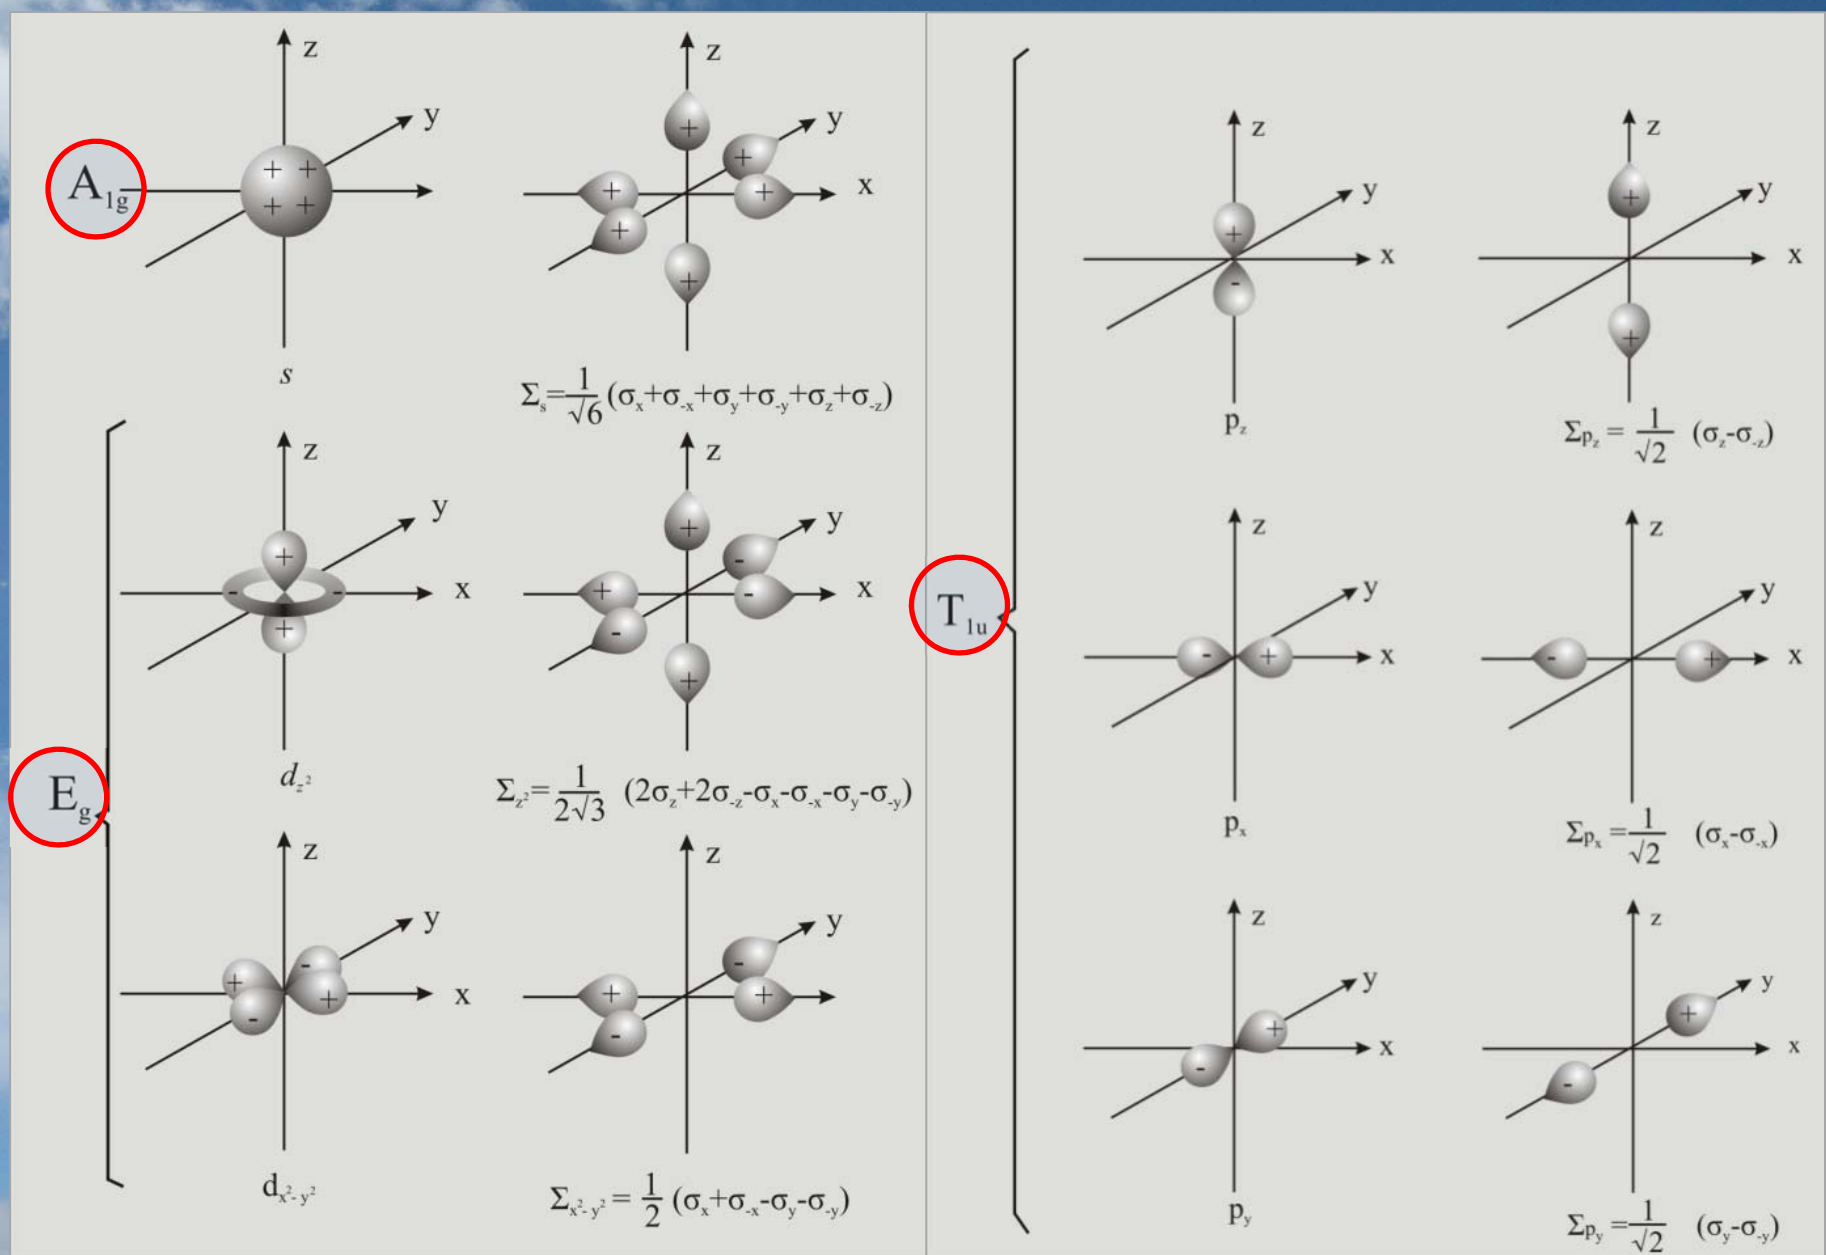 A1g
z
y
+ +
+ +
s
z
y
x
+
+
+
+
+
+
Σs=1/√6(σx+σ-x+σy+σ-y+σz+σ-z)
Eg
z
y
x
+
- -
+
dz²
z
y
x
+
-
+
-
-
+
Σz²=1/2√3 (2σz+2σ-z-σx-σ-x-σy-σ-y)
z
y
x
+
-
+
-
dx²-y²
z
y
-
+
+
-
Σx²-y²= 1/2 (σx+σ-x-σy-σ-y)
T1u
z
y
x
+
-
pz
z
y
x
+
+
Σpz = 1/√2 (σz-σ-z)
z
y
x
- +
px
z
y
x
- +
Σpx =1/√2 (σx-σ-x)
z
y
x
+
-
py
z
y
x
+
-
Σpy =1/√2 (σy-σ-y)